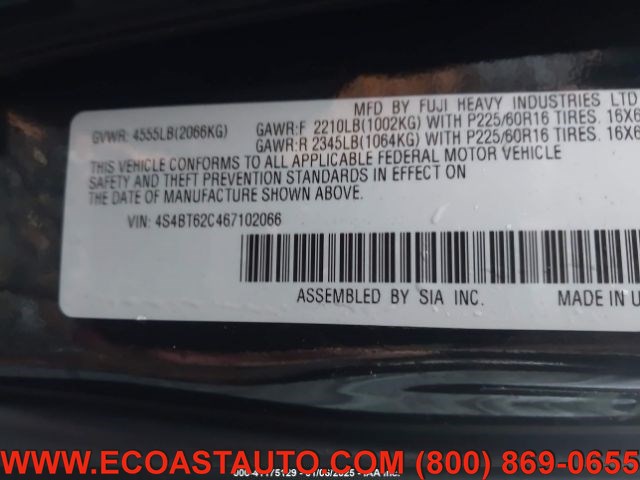 MFD. BY FUJI HEAVY INDUSTRIES LTD
GVWR: 4555LB(2066KG) GAWR:F 2210LB(1002KG) WITH P225/60R16 TIRES. 16X6
GAWR:R 2345LB(1064KG) WITH P225/60R16 TIRES. 16X6
THIS VEHICLE CONFORMS TO ALL APPLICABLE FEDERAL MOTOR VEHICLE
SAFETY AND THEFT PREVENTION STANDARDS IN EFFECT ON
THE DATE OF MANUFACTURE SHOWN ABOVE.
VIN: 4S4BT62C467102066
ASSEMBLED BY SIA INC. MADE IN U
WWW.ECOASTAUTO.COM (800) 869-0655